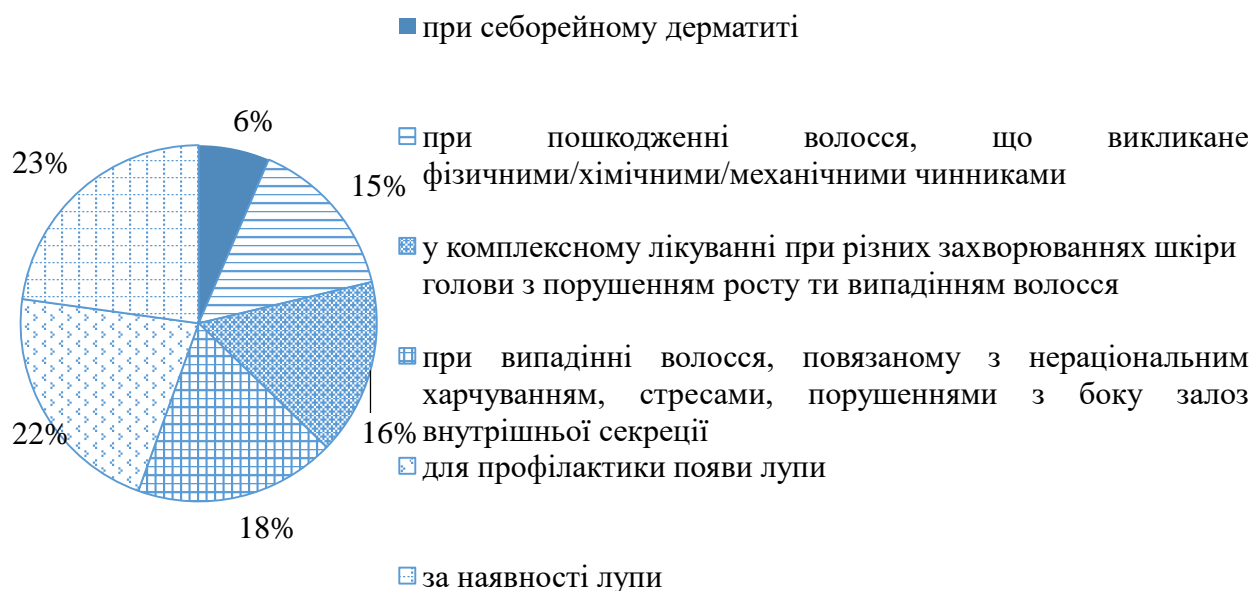 при себорейному дерматиті
6%
23%
при пошкодженні волосся, що викликане
фізичними/хімічними/механічними чинниками
15%
у комплексному лікуванні при різних захворюваннях шкіри
голови з порушенням росту ти випадінням волосся
при випадінні волосся, повязаному з нераціональним
харчуванням, стресами, порушеннями з боку залоз
внутрішньої секреції
22%
16%
для профілактики появи лупи
18%
за наявності лупи